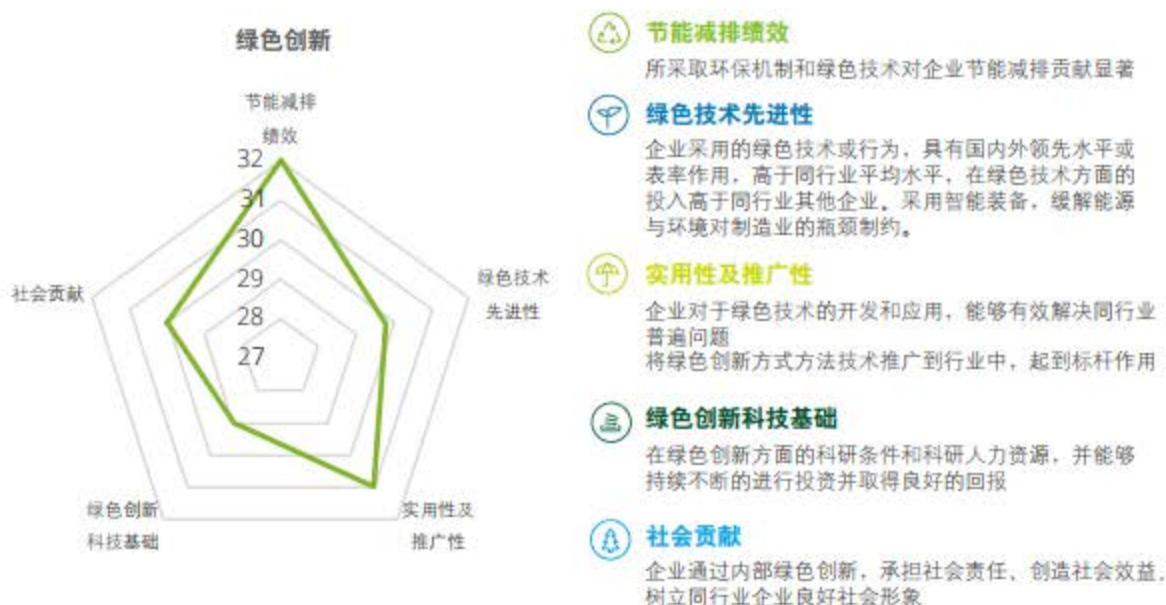 绿色创新
节能减排
绩效
32
31
30
29
28
27
绿色技术
先进性
实用性及
推广性
绿色创新
科技基础
社会贡献
节能减排绩效
所采取环保机制和绿色技术对企业节能减排贡献显著
绿色技术先进性
企业采用的绿色技术或行为，具有国内外领先水平或
表率作用，高于同行业平均水平，在绿色技术方面的
投入高于同行业其他企业。采用智能装备，缓解能源
与环境对制造业的瓶颈制约。
实用性及推广性
企业对于绿色技术的开发和应用，能够有效解决同行业
普遍问题
将绿色创新方式方法技术推广到行业中，起到标杆作用
绿色创新科技基础
在绿色创新方面的科研条件和科研人力资源，并能够
持续不断的进行投资并取得良好的回报
社会贡献
企业通过内部绿色创新，承担社会责任、创造社会效益，
树立同行业企业良好社会形象